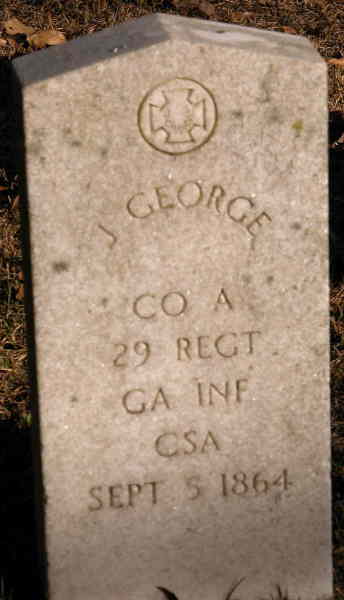 J GEORGE
CO A
29 REGT
GA INF
CSA
SEPT 5 1864